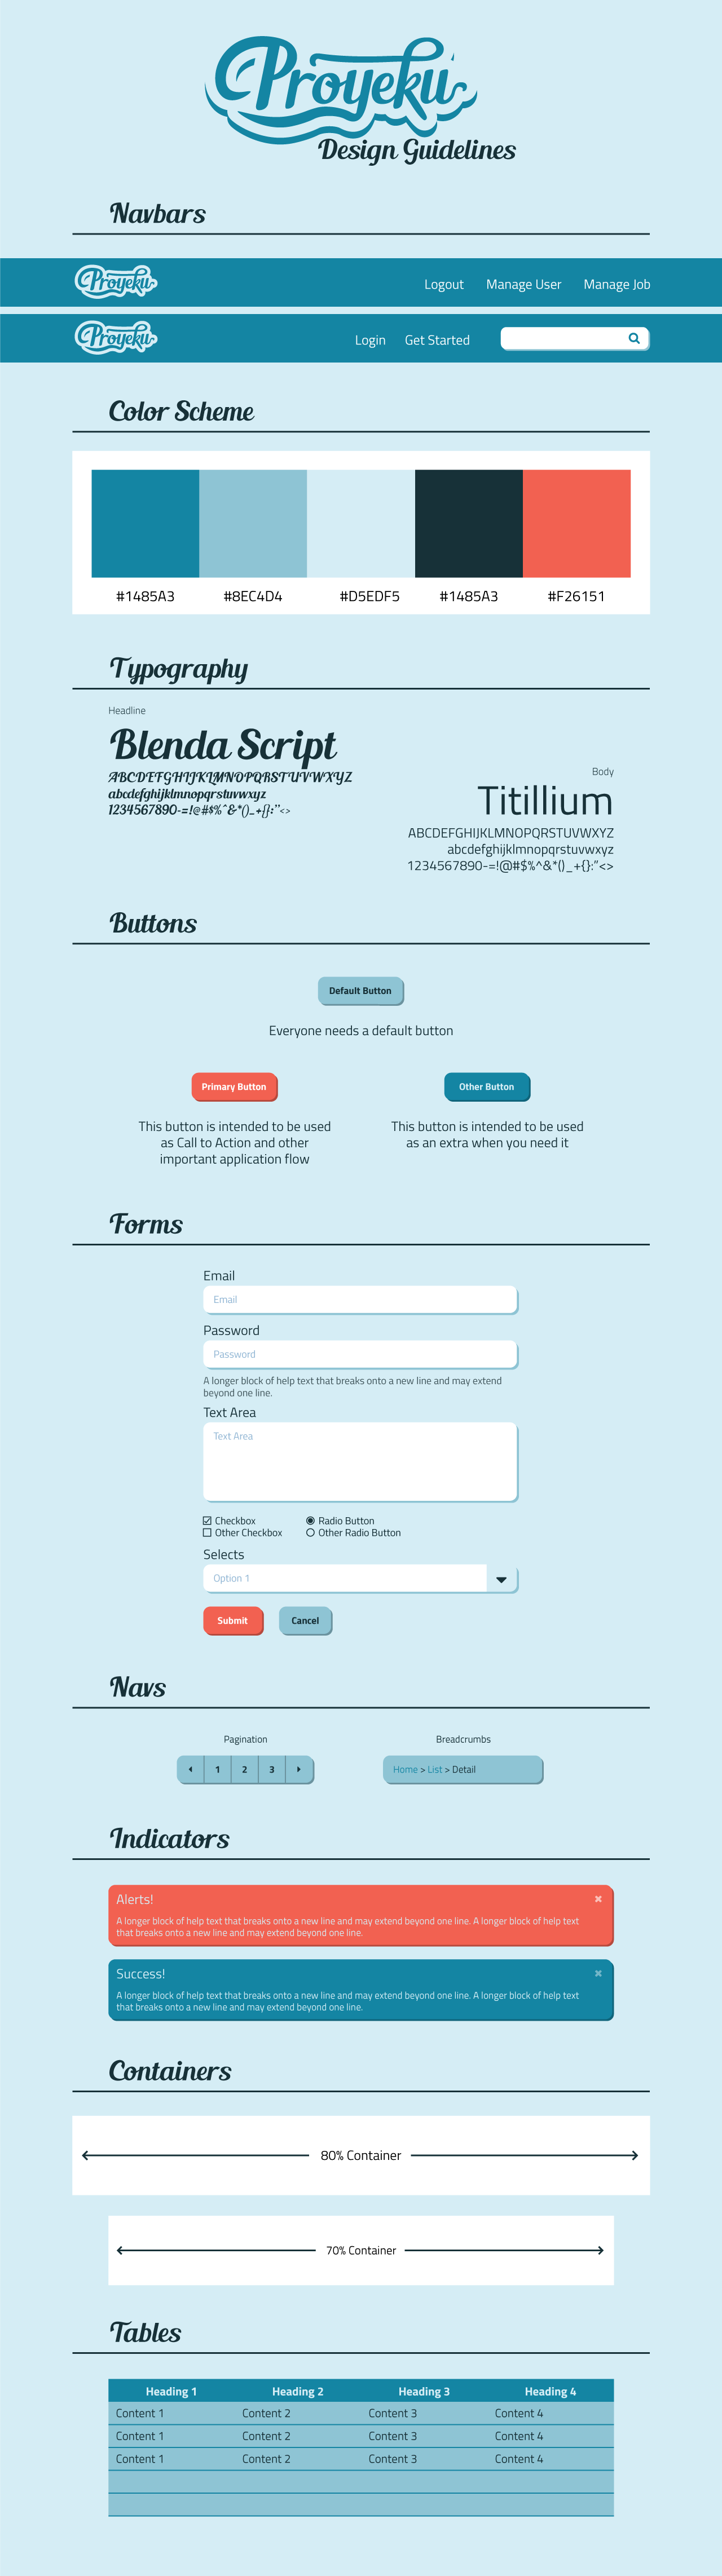 Proyeku
Design Guidelines
Navbars
Proyeku Logout Manage User Manage Job
Proyeku Login Get Started
Color Scheme
#1485A3 #8EC4D4 #D5EDF5 #1485A3 #F26151
Typography
Headline
Blenda Script
ABCDEFGHIJKLMNOPQRSTUVWXYZ
abcdefghijklmnopqrstuvwxyz
1234567890-=!@#$%^&*()_+{}:"<>
Body
Titillium
ABCDEFGHIJKLMNOPQRSTUVWXYZ
abcdefghijklmnopqrstuvwxyz
1234567890-=!@#$%^&*()_+{}:"<>
Buttons
Default Button
Everyone needs a default button
Primary Button
This button is intended to be used
as Call to Action and other
important application flow
Other Button
This button is intended to be used
as an extra when you need it
Forms
Email
Email
Password
Password
A longer block of help text that breaks onto a new line and may extend
beyond one line.
Text Area
Text Area
Checkbox Radio Button
Other Checkbox Other Radio Button
Selects
Option 1
Submit Cancel
Navs
Pagination
1 2 3
Breadcrumbs
Home > List > Detail
Indicators
Alerts!
A longer block of help text that breaks onto a new line and may extend beyond one line. A longer block of help text
that breaks onto a new line and may extend beyond one line.
Success!
A longer block of help text that breaks onto a new line and may extend beyond one line. A longer block of help text
that breaks onto a new line and may extend beyond one line.
Containers
80% Container
70% Container
Tables
Heading 1 Heading 2 Heading 3 Heading 4
Content 1 Content 2 Content 3 Content 4
Content 1 Content 2 Content 3 Content 4
Content 1 Content 2 Content 3 Content 4